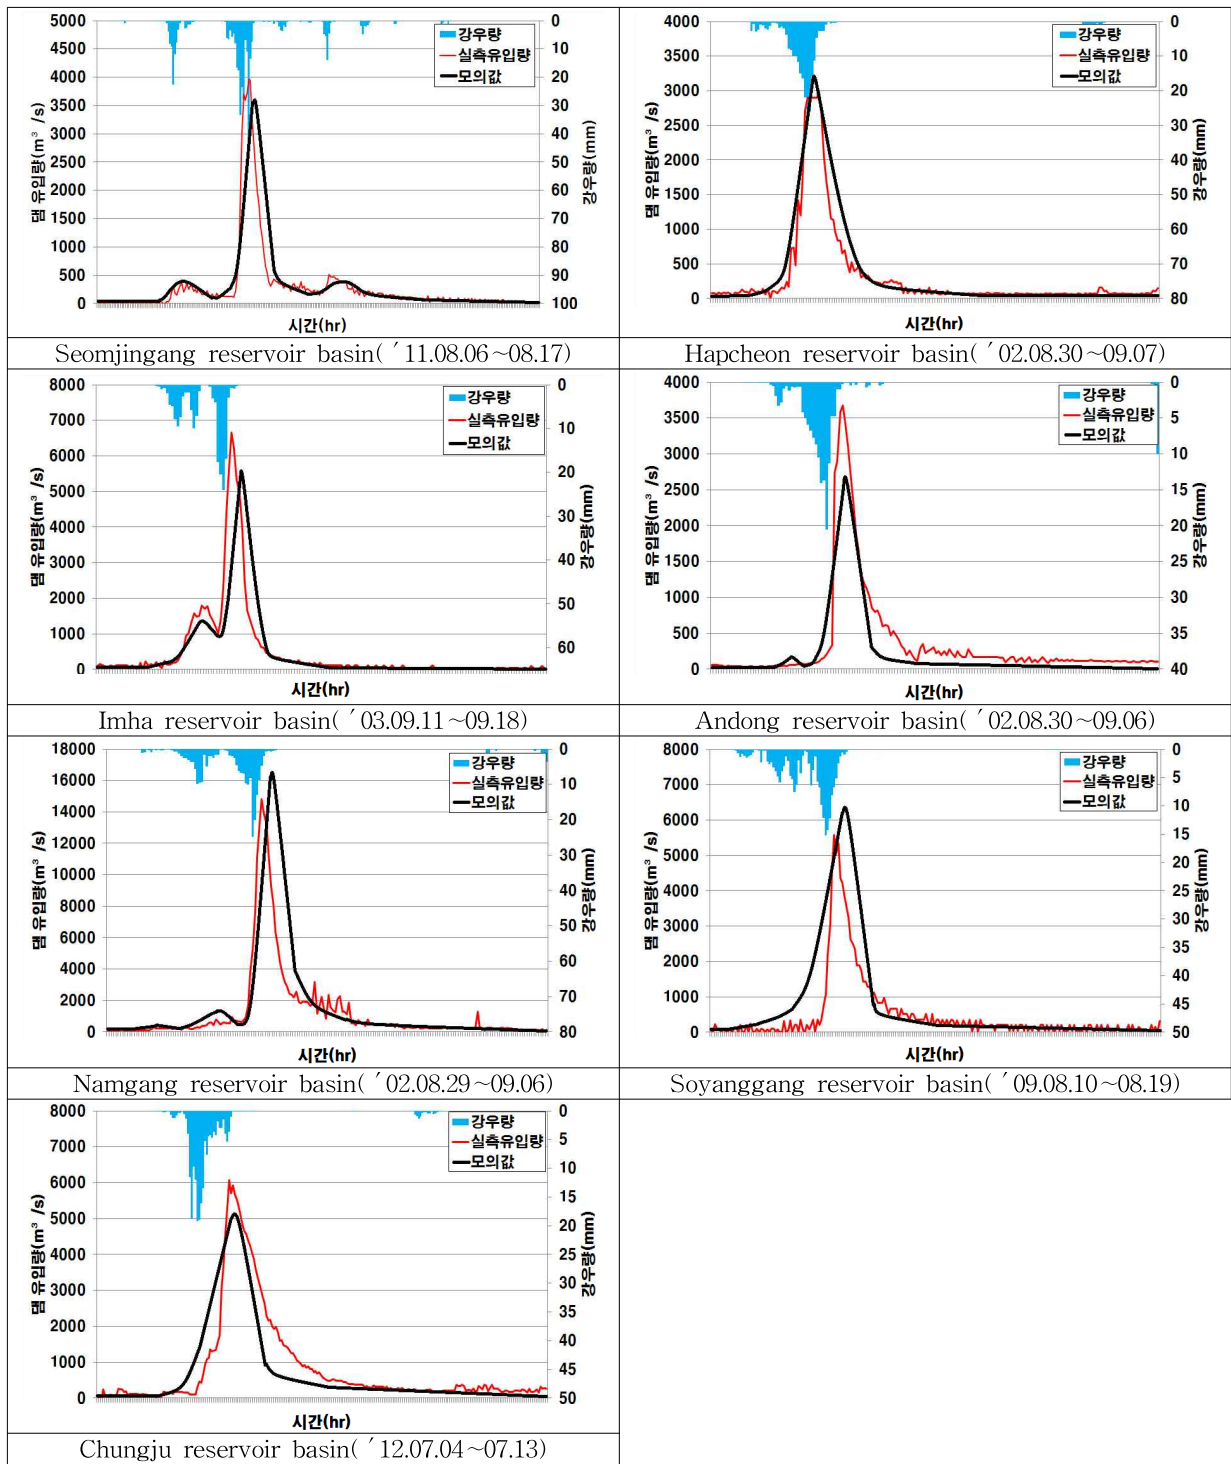 5000
4500
4000
3500
3000
2500
2000
1500
1000
500
0
댐 유입량(m³ /s)
0
10
20
30
40
50
60
70
80
90
100
강우량(mm)
강우량
실측유입량
모의값
시간(hr)
Seomjingang reservoir basin( ´11.08.06~08.17)
4000
3500
3000
2500
2000
1500
1000
500
0
댐 유입량(m³ /s)
0
10
20
30
40
50
60
70
80
강우량(mm)
강우량
실측유입량
모의값
시간(hr)
Hapcheon reservoir basin( ´02.08.30~09.07)
8000
7000
6000
5000
4000
3000
2000
1000
0
댐 유입량(m³ /s)
0
10
20
30
40
50
60
강우량(mm)
강우량
실측유입량
모의값
시간(hr)
Imha reservoir basin( ´03.09.11~09.18)
4000
3500
3000
2500
2000
1500
1000
500
0
댐 유입량(m³ /s)
0
5
10
15
20
25
30
35
40
강우량(mm)
강우량
실측유입량
모의값
시간(hr)
Andong reservoir basin( ´02.08.30~09.06)
18000
16000
14000
12000
10000
8000
6000
4000
2000
0
댐 유입량(m³ /s)
0
10
20
30
40
50
60
70
80
강우량(mm)
강우량
실측유입량
모의값
시간(hr)
Namgang reservoir basin( ´02.08.29~09.06)
8000
7000
6000
5000
4000
3000
2000
1000
0
댐 유입량(m³ /s)
0
5
10
15
20
25
30
35
40
45
50
강우량(mm)
강우량
실측유입량
모의값
시간(hr)
Soyanggang reservoir basin( ´09.08.10~08.19)
8000
7000
6000
5000
4000
3000
2000
1000
0
댐 유입량(m³ /s)
0
5
10
15
20
25
30
35
40
45
50
강우량(mm)
강우량
실측유입량
모의값
시간(hr)
Chungju reservoir basin( ´12.07.04~07.13)